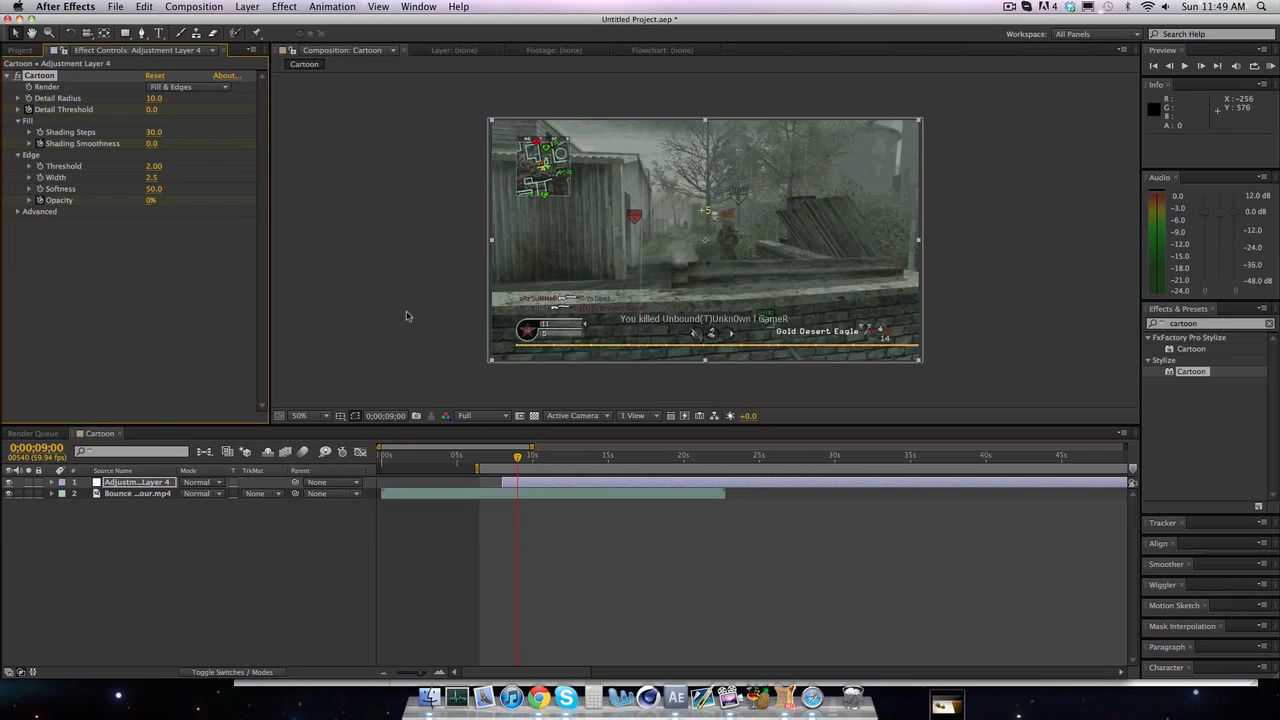 After Effects File Edit Composition Layer Effect Animation View Window Help 4 Sun 11:49 AM
Untitled Project.aep *
Workspace: All Panels Search Help
Project Effect Controls: Adjustment Layer 4 Composition: Cartoon Layer: (none) Footage: (none) Flowchart: (none) Preview
Cartoon • Adjustment Layer 4
Cartoon
Cartoon Reset About...
Render Fill & Edges
Detail Radius 10.0
Detail Threshold 0.0
Fill
Shading Steps 30.0
Shading Smoothness 0.0
Edge
Threshold 2.00
Width 2.5
Softness 50.0
Opacity 0%
Advanced
+5
You killed Unbound(T)Unkn0wn | GameR
11
5
Gold Desert Eagle
14
50% 0;00;09;00 Full Active Camera 1 View +0.0
Info
R : X : -256
G : Y : 576
B :
A : 0
Audio
0.0 12.0 dB
-3.0
-6.0 0.0 dB
-9.0
-12.0 -12.0
-15.0 -24.0
-18.0
-21.0 -36.0
-24.0 0 0 -48.0 dB
Effects & Presets
cartoon
FxFactory Pro Stylize
Cartoon
Stylize
Cartoon
Tracker
Align
Smoother
Wiggler
Motion Sketch
Mask Interpolation
Paragraph
Character
Render Queue Cartoon
0;00;09;00
00540 (59.94 fps)
:00s 05s 10s 15s 20s 25s 30s 35s 40s 45s
# Source Name Mode T TrkMat Parent
1 Adjustm...Layer 4 Normal None
2 Bounce ...our.mp4 Normal None None
Toggle Switches / Modes
AE